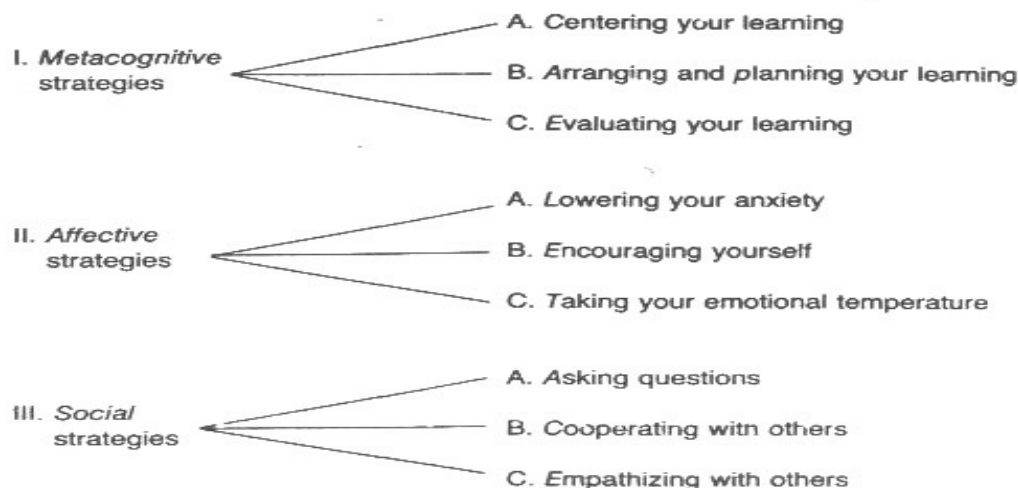 I. Metacognitive
strategies
A. Centering your learning
B. Arranging and planning your learning
C. Evaluating your learning
II. Affective
strategies
A. Lowering your anxiety
B. Encouraging yourself
C. Taking your emotional temperature
III. Social
strategies
A. Asking questions
B. Cooperating with others
C. Empathizing with others